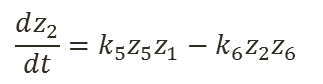 dz₂/dt = k₅z₅z₁ − k₆z₂z₆